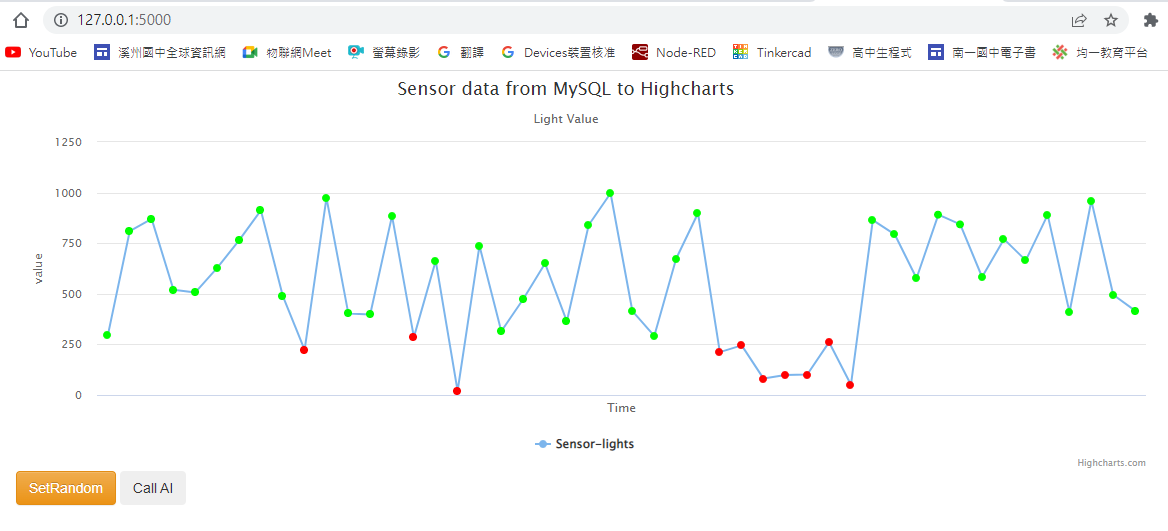 127.0.0.1:5000
YouTube 溪州國中全球資訊網 物聯網Meet 螢幕錄影 翻譯 Devices裝置核准 Node-RED Tinkercad 高中生程式 南一國中電子書 均一教育平台
Sensor data from MySQL to Highcharts
Light Value
1250
1000
750
500
250
0
value
Time
Sensor-lights
Highcharts.com
SetRandom Call AI